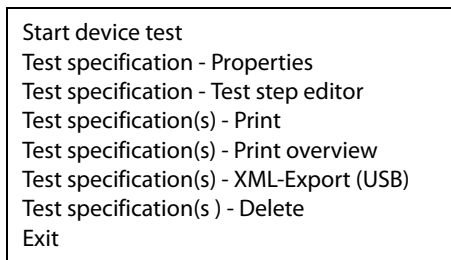 Start device test
Test specification - Properties
Test specification - Test step editor
Test specification(s) - Print
Test specification(s) - Print overview
Test specification(s) - XML-Export (USB)
Test specification(s ) - Delete
Exit